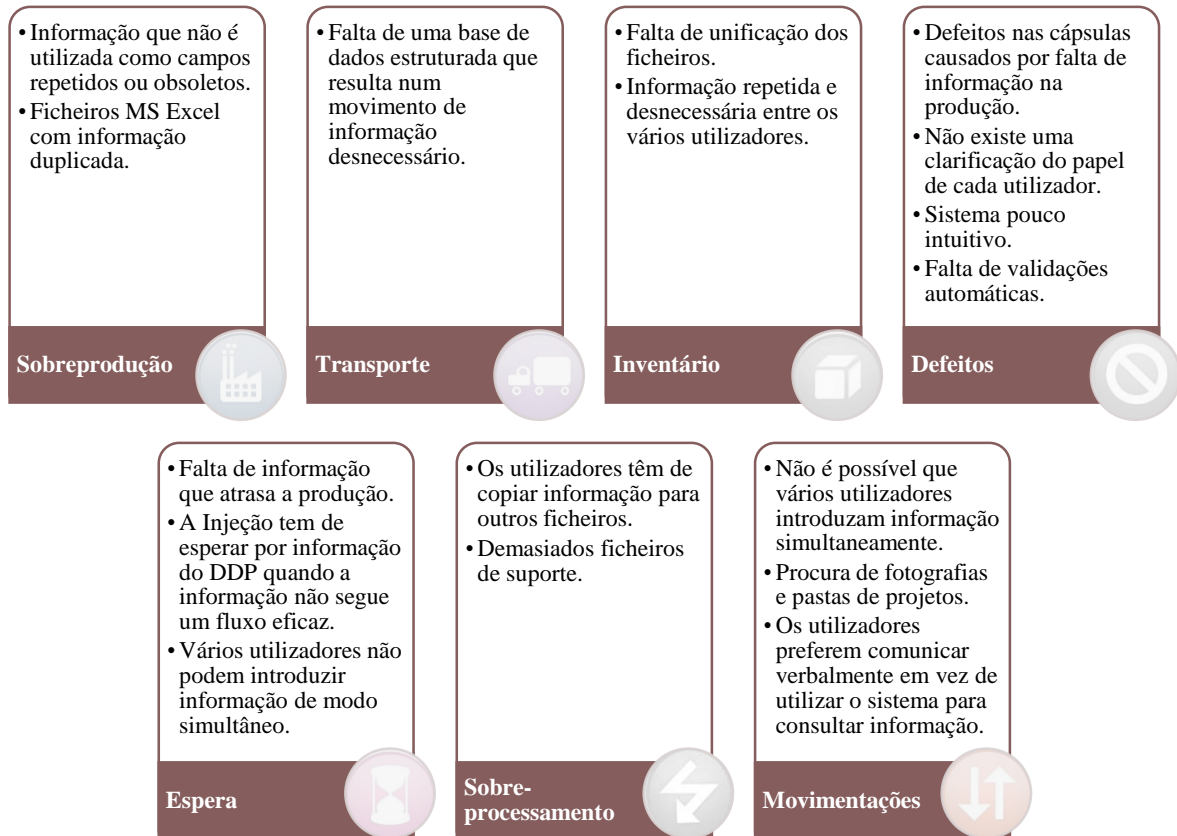 • Informação que não é
utilizada como campos
repetidos ou obsoletos.
• Ficheiros MS Excel
com informação
duplicada.
Sobreprodução
• Falta de uma base de
dados estruturada que
resulta num
movimento de
informação
desnecessário.
Transporte
• Falta de unificação dos
ficheiros.
• Informação repetida e
desnecessária entre os
vários utilizadores.
Inventário
• Defeitos nas cápsulas
causados por falta de
informação na
produção.
• Não existe uma
clarificação do papel
de cada utilizador.
• Sistema pouco
intuitivo.
• Falta de validações
automáticas.
Defeitos
• Falta de informação
que atrasa a produção.
• A Injeção tem de
esperar por informação
do DDP quando a
informação não segue
um fluxo eficaz.
• Vários utilizadores não
podem introduzir
informação de modo
simultâneo.
Espera
• Os utilizadores têm de
copiar informação para
outros ficheiros.
• Demasiados ficheiros
de suporte.
Sobre-
processamento
• Não é possível que
vários utilizadores
introduzam informação
simultaneamente.
• Procura de fotografias
e pastas de projetos.
• Os utilizadores
preferem comunicar
verbalmente em vez de
utilizar o sistema para
consultar informação.
Movimentações